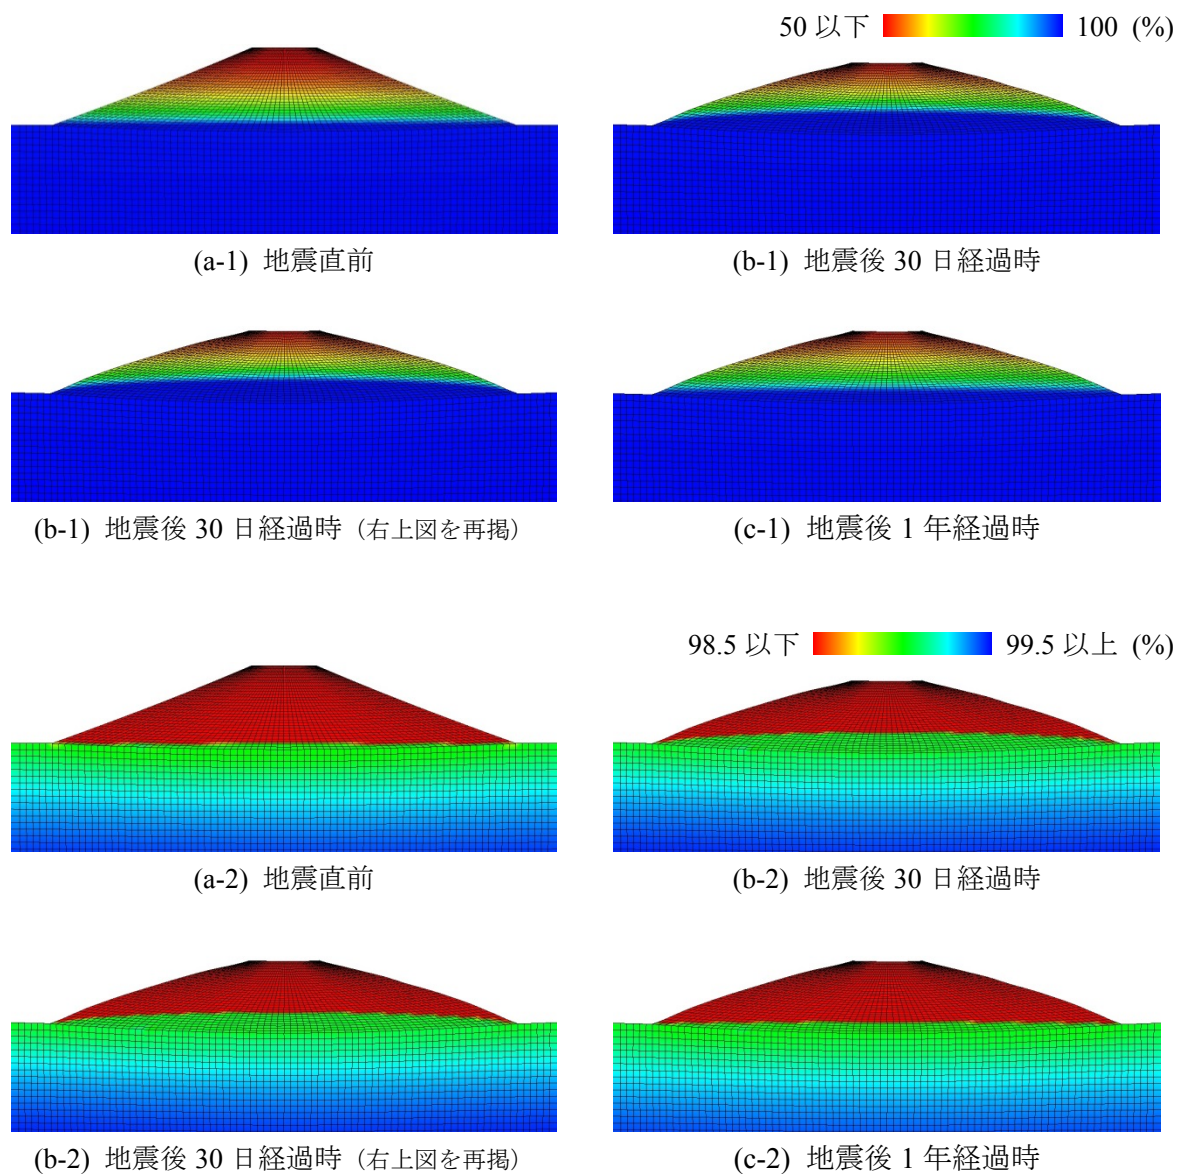 50 以下 100 (%)
(a-1) 地震直前
(b-1) 地震後 30 日経過時
(b-1) 地震後 30 日経過時（右上図を再掲）
(c-1) 地震後 1 年経過時
98.5 以下 99.5 以上 (%)
(a-2) 地震直前
(b-2) 地震後 30 日経過時
(b-2) 地震後 30 日経過時（右上図を再掲）
(c-2) 地震後 1 年経過時